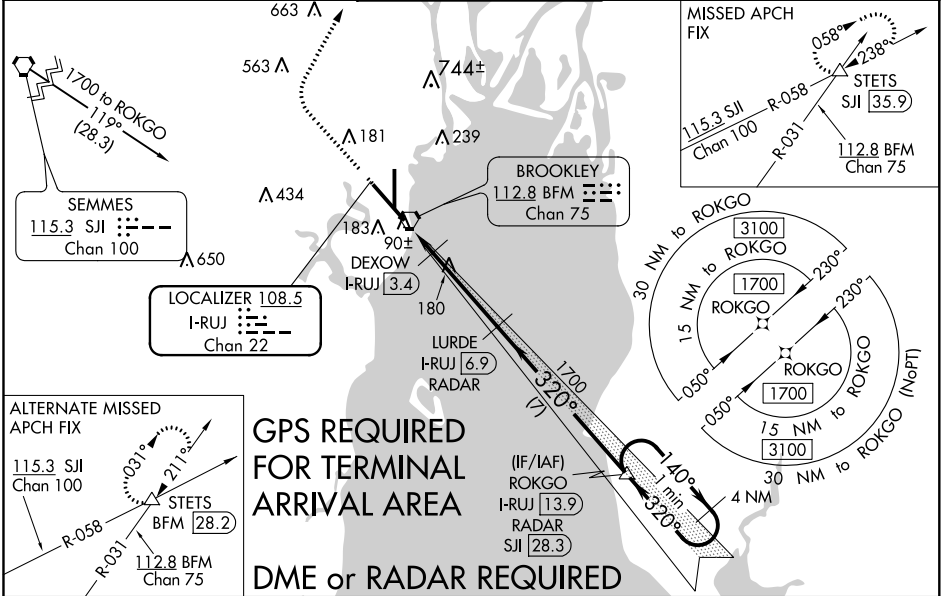 663
563
744±
181
239
434
183
90±
650
180
1700 to ROKGO
119°
(28.3)
SEMMES
115.3 SJI
Chan 100
BROOKLEY
112.8 BFM
Chan 75
DEXOW
I-RUJ 3.4
LOCALIZER 108.5
I-RUJ
Chan 22
LURDE
I-RUJ 6.9
RADAR
1700
320°
(7)
MISSED APCH
FIX
058°
238°
STETS
SJI 35.9
115.3 SJI
Chan 100
R-058
R-031
112.8 BFM
Chan 75
30 NM to ROKGO
3100
15 NM to ROKGO
1700
ROKGO
230°
050°
230°
050°
ROKGO
1700
15 NM to ROKGO
3100
30 NM to ROKGO (NoPT)
ALTERNATE MISSED
APCH FIX
031°
211°
115.3 SJI
Chan 100
STETS
BFM 28.2
R-058
R-031
112.8 BFM
Chan 75
GPS REQUIRED
FOR TERMINAL
ARRIVAL AREA
(IF/IAF)
ROKGO
I-RUJ 13.9
RADAR
SJI 28.3
140°
1 min
320°
4 NM
DME or RADAR REQUIRED